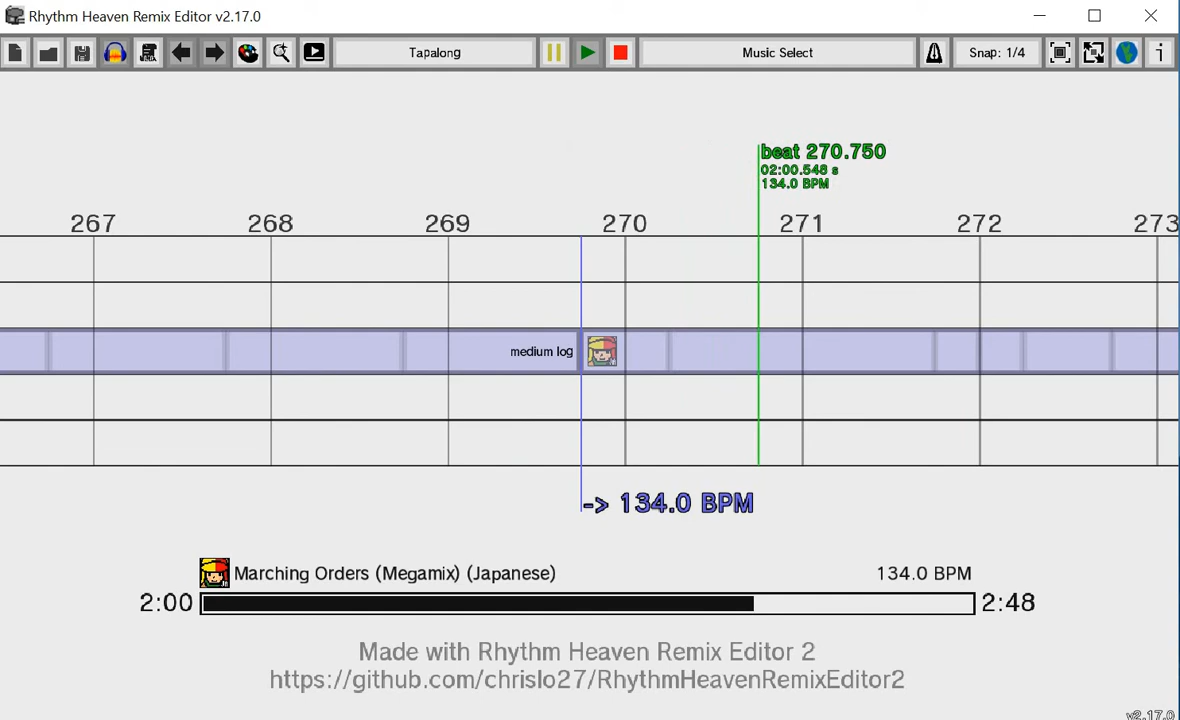 Rhythm Heaven Remix Editor v2.17.0
Tapalong
Music Select
Snap: 1/4
beat 270.750
02:00.548 s
134.0 BPM
267
268
269
270
271
272
273
medium log
-> 134.0 BPM
Marching Orders (Megamix) (Japanese)
134.0 BPM
2:00
2:48
Made with Rhythm Heaven Remix Editor 2
https://github.com/chrislo27/RhythmHeavenRemixEditor2
v2.17.0